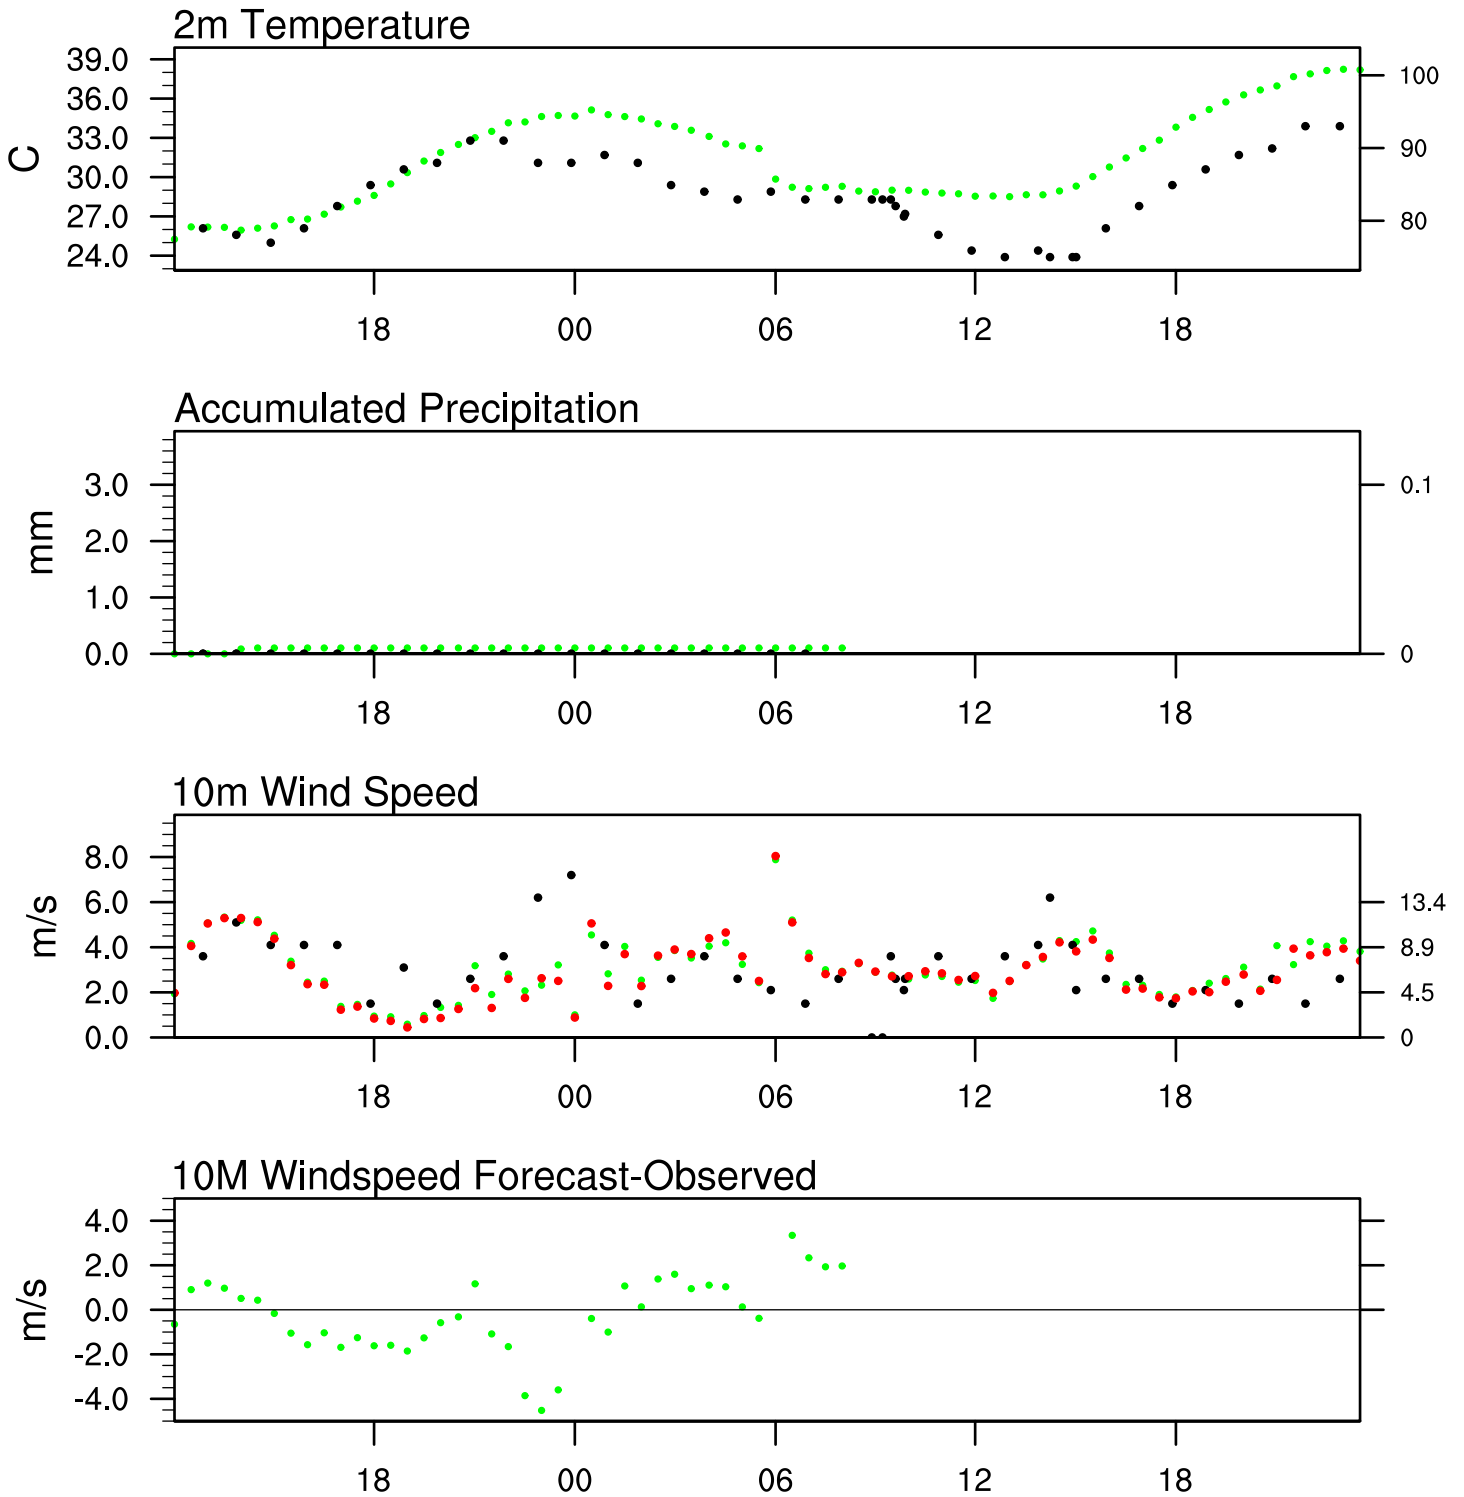 2m Temperature
39.0
36.0
33.0
30.0
27.0
24.0
C
100
90
80
18 00 06 12 18
Accumulated Precipitation
3.0
2.0
1.0
0.0
mm
0.1
0
18 00 06 12 18
10m Wind Speed
8.0
6.0
4.0
2.0
0.0
m/s
13.4
8.9
4.5
0
18 00 06 12 18
10M Windspeed Forecast-Observed
4.0
2.0
0.0
-2.0
-4.0
m/s
18 00 06 12 18